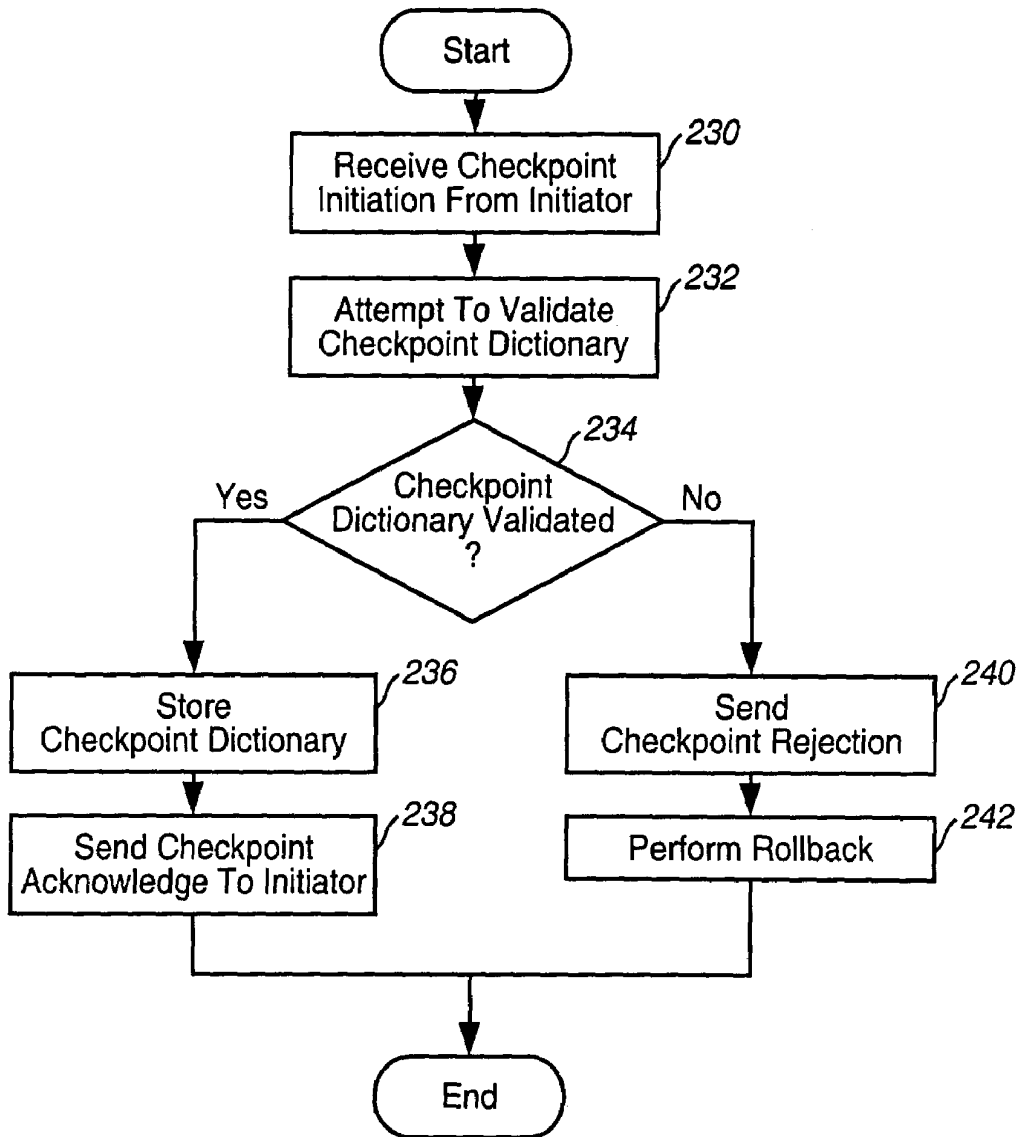 Start
230
Receive Checkpoint
Initiation From Initiator
232
Attempt To Validate
Checkpoint Dictionary
234
Checkpoint
Dictionary Validated
?
Yes
No
236
Store
Checkpoint Dictionary
240
Send
Checkpoint Rejection
238
Send Checkpoint
Acknowledge To Initiator
242
Perform Rollback
End